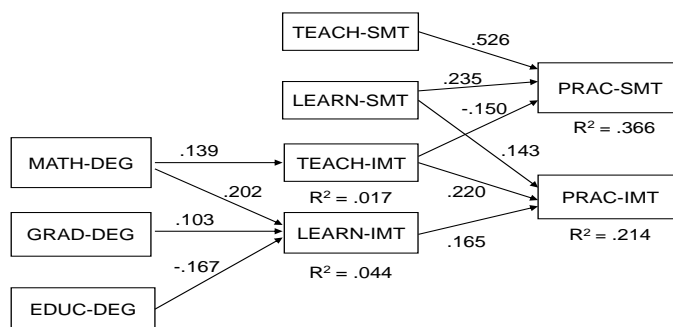 TEACH-SMT
.526
.235
PRAC-SMT
LEARN-SMT
-.150
R² = .366
.139
.143
MATH-DEG
TEACH-IMT
.202
R² = .017
.220
PRAC-IMT
.103
GRAD-DEG
LEARN-IMT
.165
R² = .214
-.167
R² = .044
EDUC-DEG